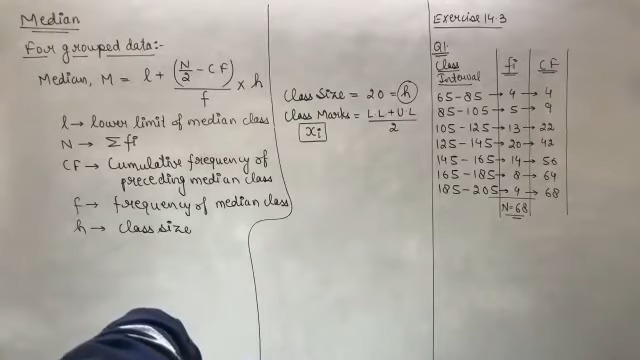 Median
For grouped data:-
Median, M = l + (N/2 - CF)/f × h
l → lower limit of median class
N → Σfi
CF → Cumulative frequency of
preceding median class
f → frequency of median class
h → class size
Class Size = 20 = h
Class Marks = L.L + U.L / 2
xi
Exercise 14.3
Q1.
Class Interval fi CF
65-85 → 4 → 4
85-105 → 5 → 9
105-125 → 13 → 22
125-145 → 20 → 42
145-165 → 14 → 56
165-185 → 8 → 64
185-205 → 4 → 68
N=68